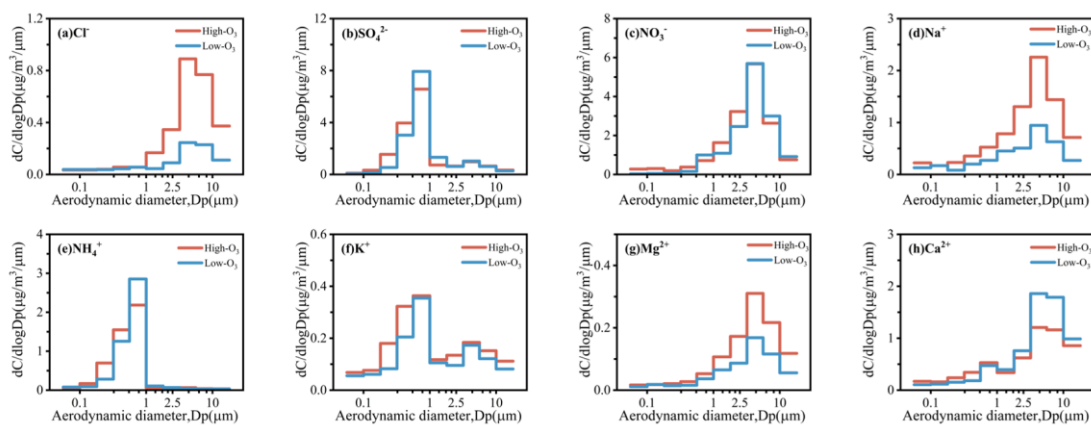 (a)Cl⁻
High-O₃
Low-O₃
dC/dlogDp(μg/m³/μm)
1.2
0.8
0.4
0.0
0.1
1
2.5
10
Aerodynamic diameter,Dp(μm)
(b)SO₄²⁻
High-O₃
Low-O₃
dC/dlogDp(μg/m³/μm)
12
8
4
0
0.1
1
2.5
10
Aerodynamic diameter,Dp(μm)
(c)NO₃⁻
High-O₃
Low-O₃
dC/dlogDp(μg/m³/μm)
8
6
4
2
0
0.1
1
2.5
10
Aerodynamic diameter,Dp(μm)
(d)Na⁺
High-O₃
Low-O₃
dC/dlogDp(μg/m³/μm)
3
2
1
0
0.1
1
2.5
10
Aerodynamic diameter,Dp(μm)
(e)NH₄⁺
High-O₃
Low-O₃
dC/dlogDp(μg/m³/μm)
4
3
2
1
0
0.1
1
2.5
10
Aerodynamic diameter,Dp(μm)
(f)K⁺
High-O₃
Low-O₃
dC/dlogDp(μg/m³/μm)
0.6
0.4
0.2
0.0
0.1
1
2.5
10
Aerodynamic diameter,Dp(μm)
(g)Mg²⁺
High-O₃
Low-O₃
dC/dlogDp(μg/m³/μm)
0.4
0.2
0.0
0.1
1
2.5
10
Aerodynamic diameter,Dp(μm)
(h)Ca²⁺
High-O₃
Low-O₃
dC/dlogDp(μg/m³/μm)
3
2
1
0
0.1
1
2.5
10
Aerodynamic diameter,Dp(μm)